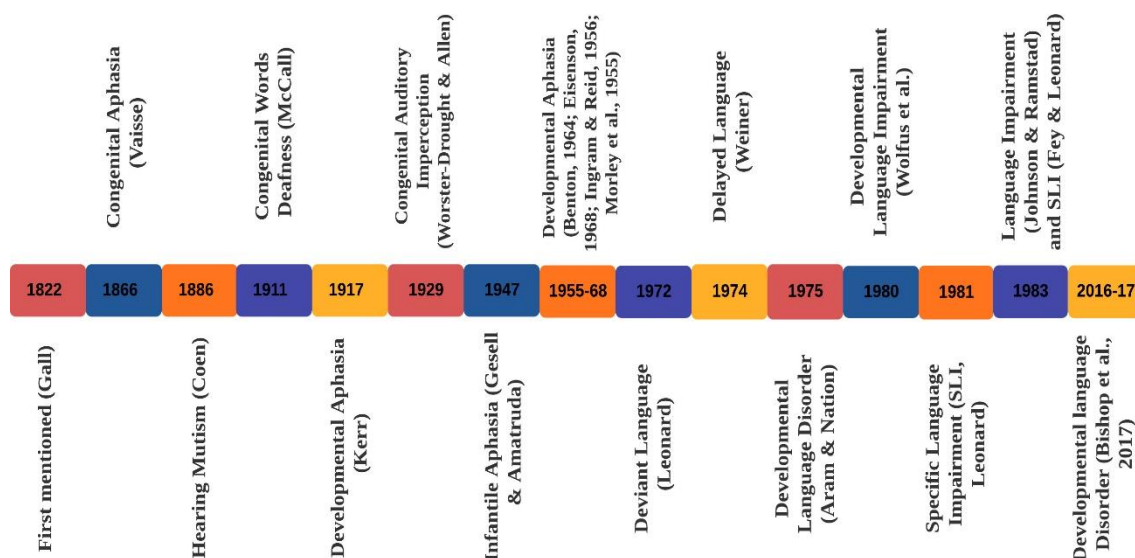 Congenital Aphasia
(Vaisse)
Congenital Words
Deafness (McCall)
Congenital Auditory
Imperception
(Worster-Drought & Allen)
Developmental Aphasia
(Benton, 1964; Eisenson,
1968; Ingram & Reid, 1956;
Morley et al., 1955)
Delayed Language
(Weiner)
Developmental
Language Impairment
(Wolfus et al.)
Language Impairment
(Johnson & Ramstad)
and SLI (Fey & Leonard)
1822 1866 1886 1911 1917 1929 1947 1955-68 1972 1974 1975 1980 1981 1983 2016-17
First mentioned (Gall)
Hearing Mutism (Coen)
Developmental Aphasia
(Kerr)
Infantile Aphasia (Gesell
& Amatruda)
Deviant Language
(Leonard)
Developmental
Language Disorder
(Aram & Nation)
Specific Language
Impairment (SLI,
Leonard)
Developmental language
Disorder (Bishop et al.,
2017)